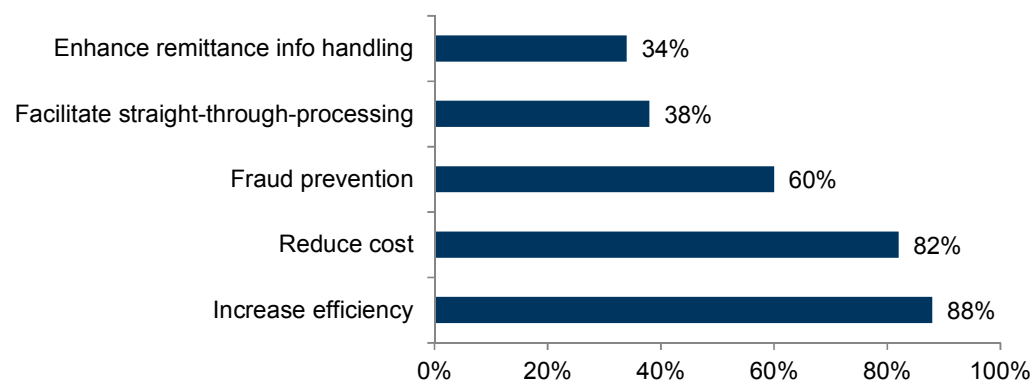 Enhance remittance info handling 34%
Facilitate straight-through-processing 38%
Fraud prevention 60%
Reduce cost 82%
Increase efficiency 88%
0% 20% 40% 60% 80% 100%